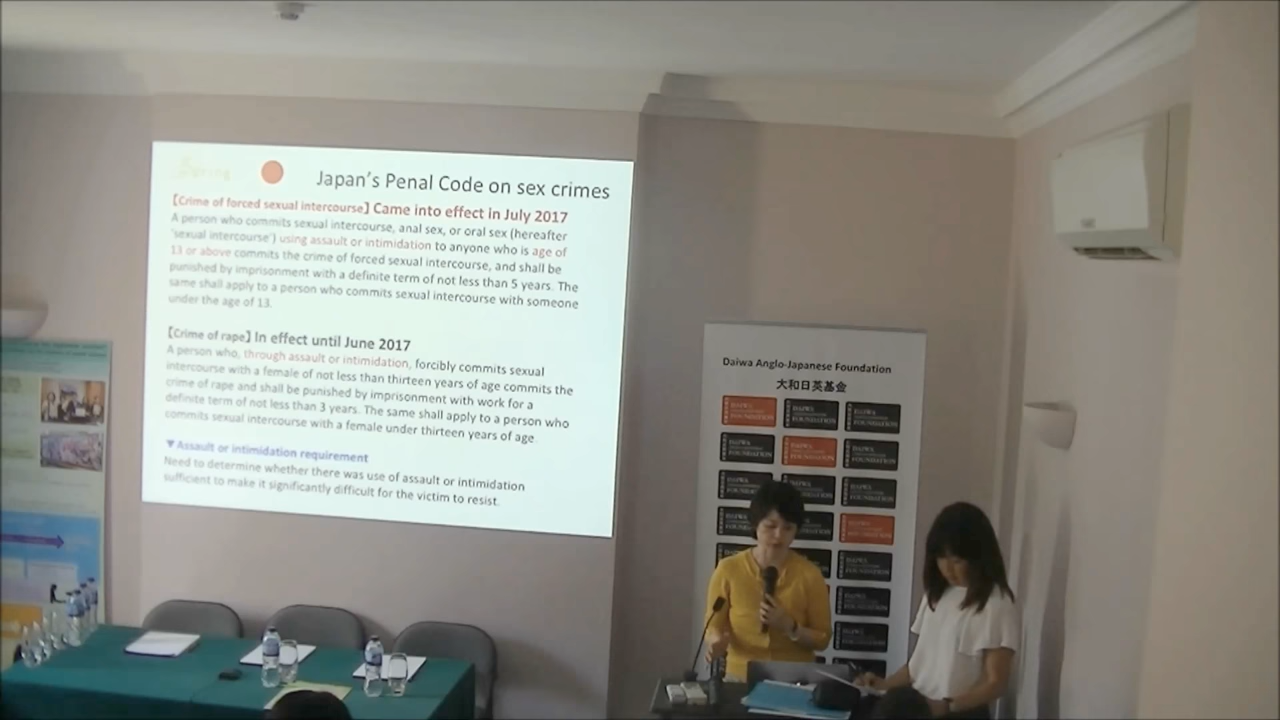 Spring
Japan's Penal Code on sex crimes
【Crime of forced sexual intercourse】 Came into effect in July 2017
A person who commits sexual intercourse, anal sex, or oral sex (hereafter
'sexual intercourse') using assault or intimidation to anyone who is age of
13 or above commits the crime of forced sexual intercourse, and shall be
punished by imprisonment with a definite term of not less than 5 years. The
same shall apply to a person who commits sexual intercourse with someone
under the age of 13.
【Crime of rape】 In effect until June 2017
A person who, through assault or intimidation, forcibly commits sexual
intercourse with a female of not less than thirteen years of age commits the
crime of rape and shall be punished by imprisonment with work for a
definite term of not less than 3 years. The same shall apply to a person who
commits sexual intercourse with a female under thirteen years of age
▼Assault or intimidation requirement
Need to determine whether there was use of assault or intimidation
sufficient to make it significantly difficult for the victim to resist.
Daiwa Anglo-Japanese Foundation
大和日英基金